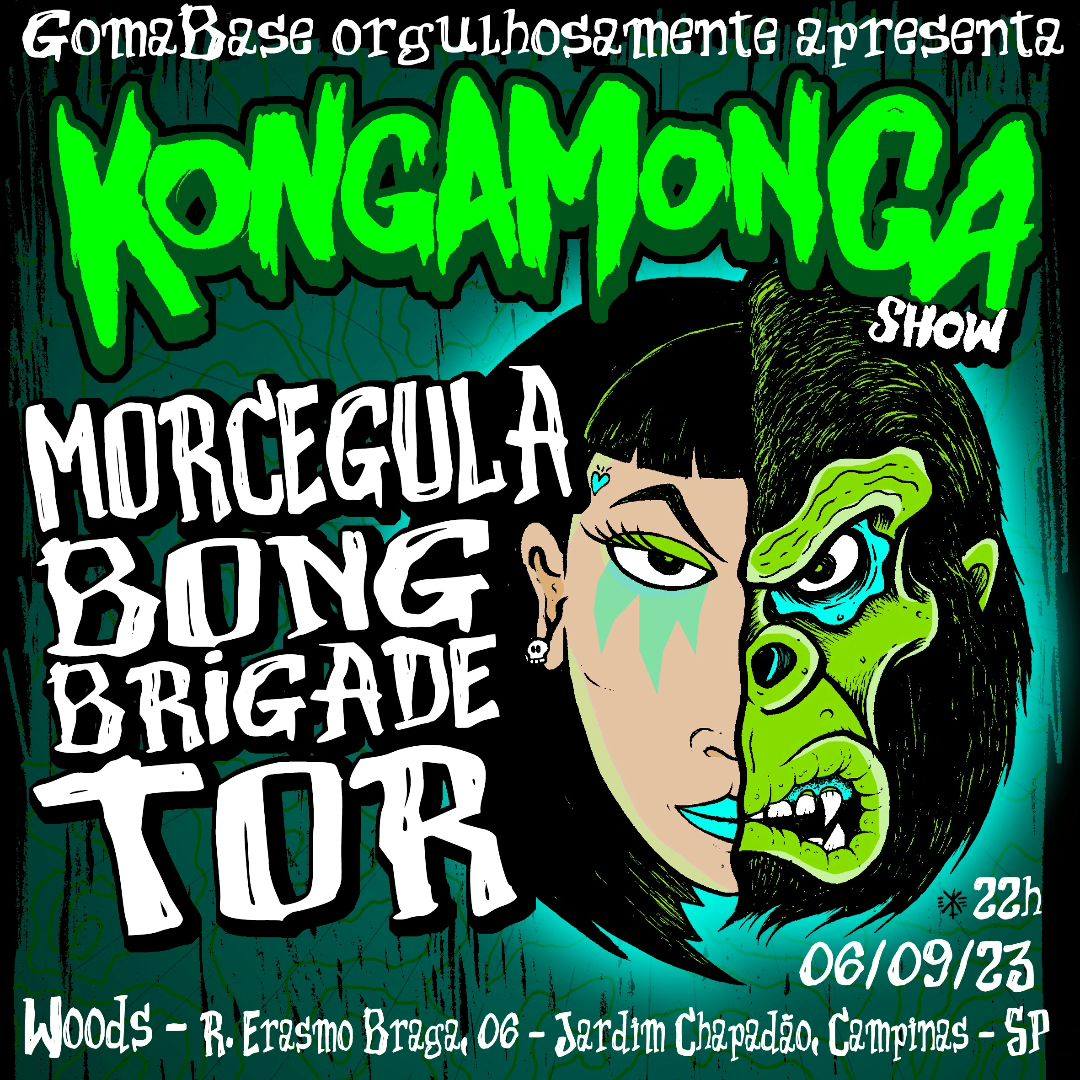 GomaBase orgulhosamente apresenta
KONGAMONGA
SHOW
MORCEGULA
BONG
BRiGADE
TOR
22h
06/09/23
Woods - R. Erasmo Braga, 06 - Jardim Chapadão, Campinas - SP